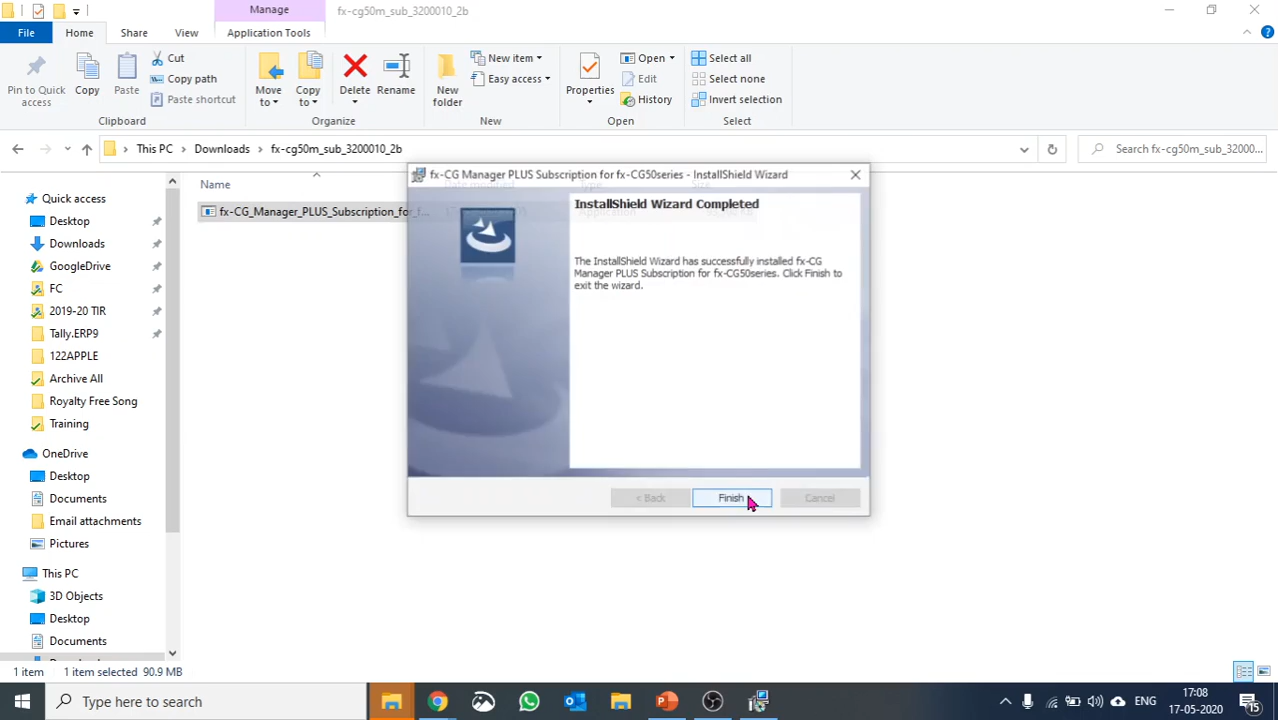 Manage
fx-cg50m_sub_3200010_2b
File
Home
Share
View
Application Tools
Pin to Quick access
Copy
Paste
Cut
Copy path
Paste shortcut
Clipboard
Move to
Copy to
Delete
Rename
Organize
New folder
New item
Easy access
New
Properties
Open
Edit
History
Open
Select all
Select none
Invert selection
Select
This PC > Downloads > fx-cg50m_sub_3200010_2b
Search fx-cg50m_sub_32000...
Quick access
Desktop
Downloads
GoogleDrive
FC
2019-20 TIR
Tally.ERP9
122APPLE
Archive All
Royalty Free Song
Training
OneDrive
Desktop
Documents
Email attachments
Pictures
This PC
3D Objects
Desktop
Documents
Name
Date modified
Type
Size
fx-CG_Manager_PLUS_Subscription_for_f...
Application
fx-CG Manager PLUS Subscription for fx-CG50series - InstallShield Wizard
InstallShield Wizard Completed
The InstallShield Wizard has successfully installed fx-CG
Manager PLUS Subscription for fx-CG50series. Click Finish to
exit the wizard.
< Back
Finish
Cancel
1 item
1 item selected 90.9 MB
Type here to search
ENG
17:08
17-05-2020
15